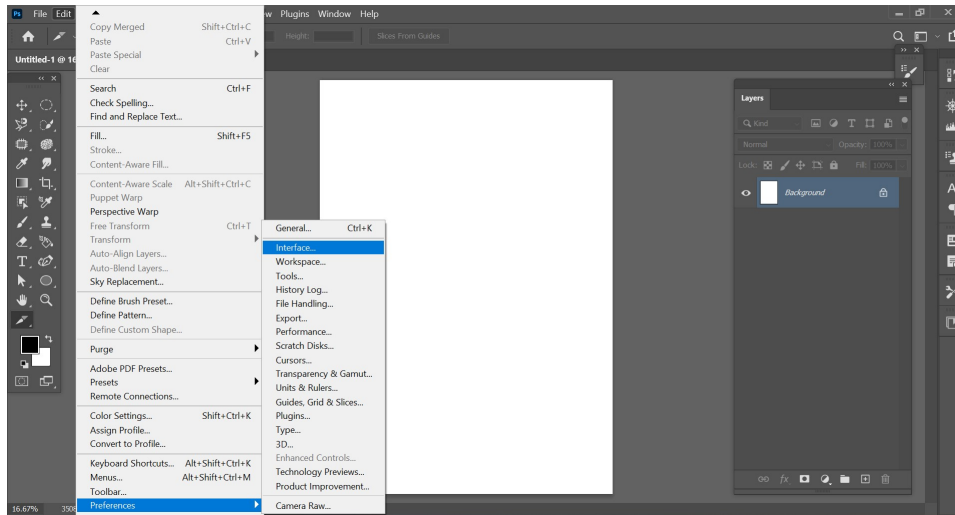 Ps File Edit w Plugins Window Help
Height: Slices From Guides
Untitled-1 @ 16
Copy Merged Shift+Ctrl+C
Paste Ctrl+V
Paste Special
Clear
Search Ctrl+F
Check Spelling...
Find and Replace Text...
Fill... Shift+F5
Stroke...
Content-Aware Fill...
Content-Aware Scale Alt+Shift+Ctrl+C
Puppet Warp
Perspective Warp
Free Transform Ctrl+T
Transform
Auto-Align Layers...
Auto-Blend Layers...
Sky Replacement...
Define Brush Preset...
Define Pattern...
Define Custom Shape...
Purge
Adobe PDF Presets...
Presets
Remote Connections...
Color Settings... Shift+Ctrl+K
Assign Profile...
Convert to Profile...
Keyboard Shortcuts... Alt+Shift+Ctrl+K
Menus... Alt+Shift+Ctrl+M
Toolbar...
Preferences
General... Ctrl+K
Interface...
Workspace...
Tools...
History Log...
File Handling...
Export...
Performance...
Scratch Disks...
Cursors...
Transparency & Gamut...
Units & Rulers...
Guides, Grid & Slices...
Plugins...
Type...
3D...
Enhanced Controls...
Technology Previews...
Product Improvement...
Camera Raw...
Layers
Kind
Normal Opacity: 100%
Lock: Fill: 100%
Background
fx
16.67% 3508